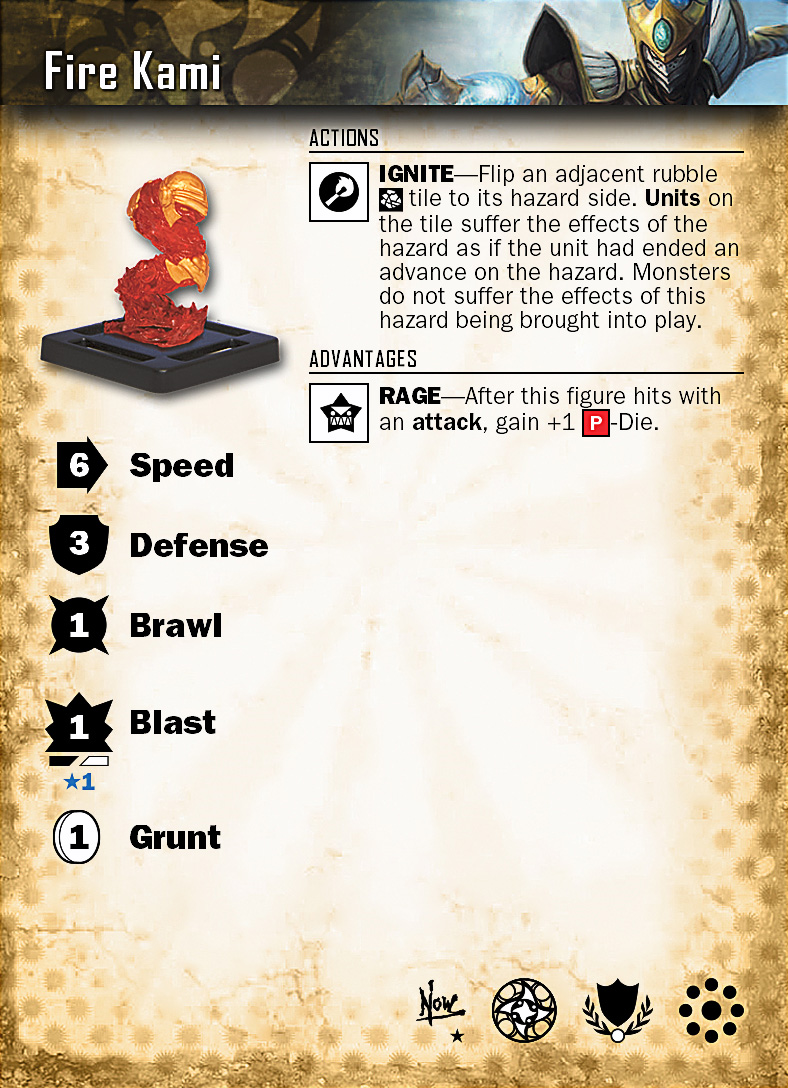 Fire Kami
ACTIONS
IGNITE—Flip an adjacent rubble
tile to its hazard side. Units on
the tile suffer the effects of the
hazard as if the unit had ended an
advance on the hazard. Monsters
do not suffer the effects of this
hazard being brought into play.
ADVANTAGES
RAGE—After this figure hits with
an attack, gain +1 P-Die.
6 Speed
3 Defense
1 Brawl
1 Blast
★1
1 Grunt
Now